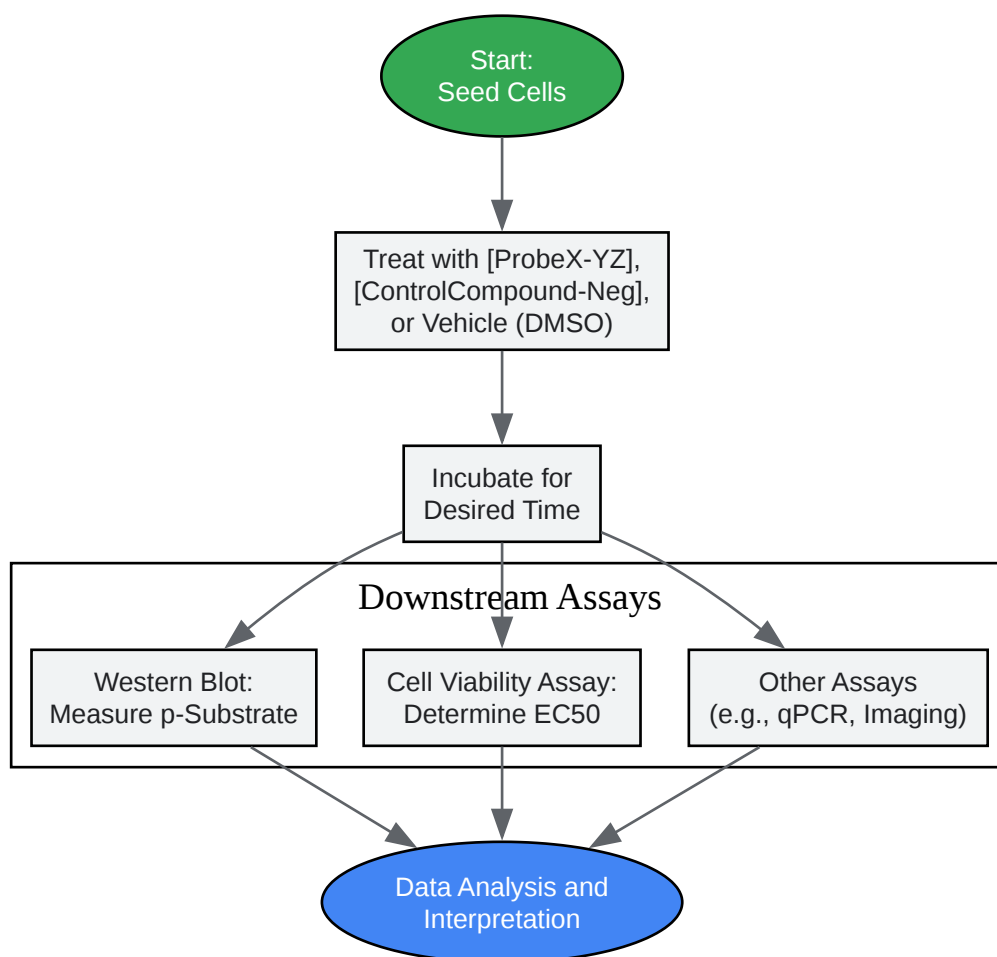 Start:
Seed Cells
Treat with [ProbeX-YZ],
[ControlCompound-Neg],
or Vehicle (DMSO)
Incubate for
Desired Time
Downstream Assays
Western Blot:
Measure p-Substrate
Cell Viability Assay:
Determine EC50
Other Assays
(e.g., qPCR, Imaging)
Data Analysis and
Interpretation